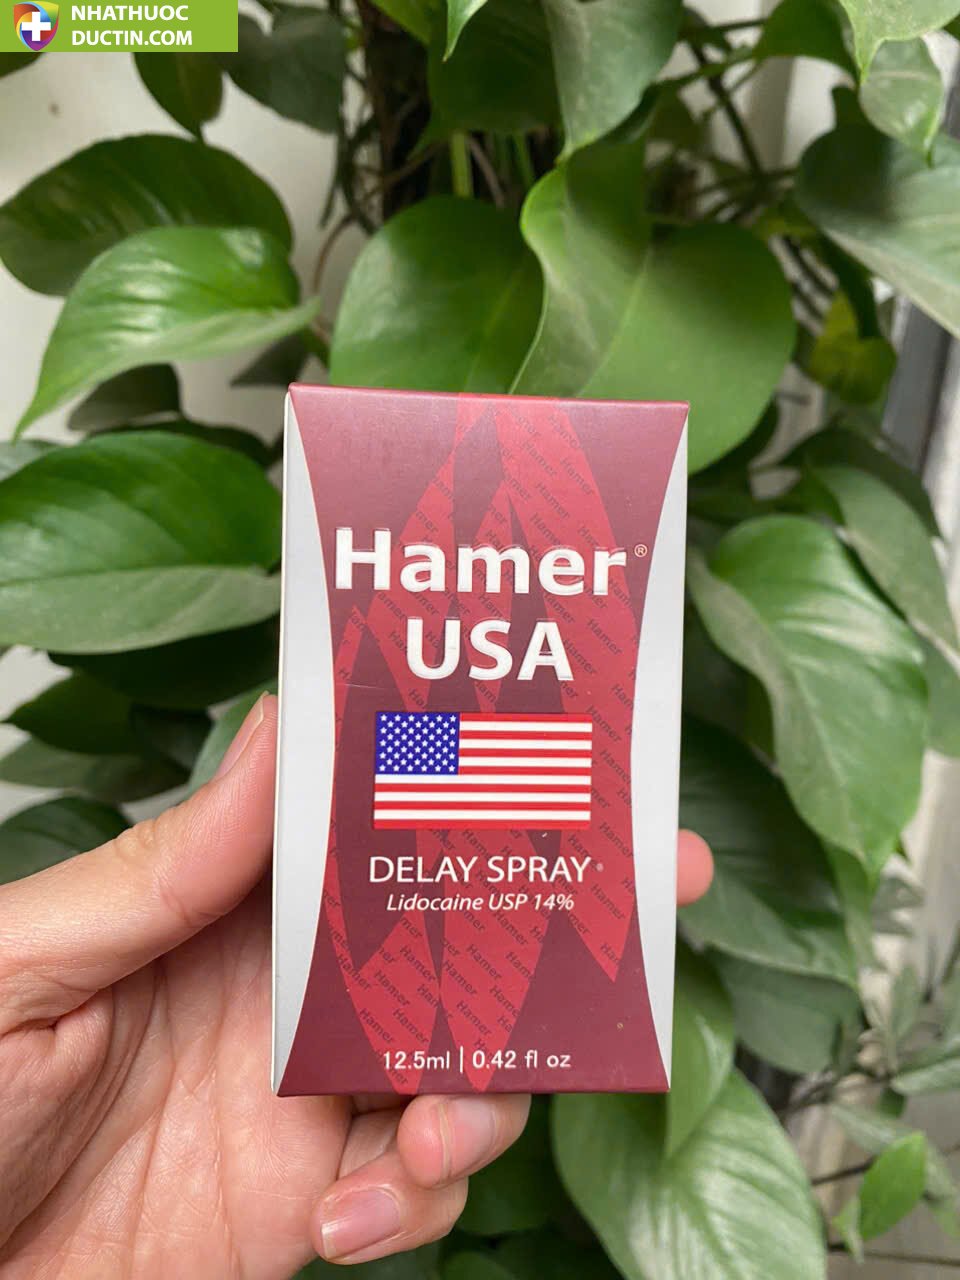 NHATHUOC
DUCTIN.COM
Hamer®
USA
DELAY SPRAY
Lidocaine USP 14%
12.5ml | 0.42 fl oz